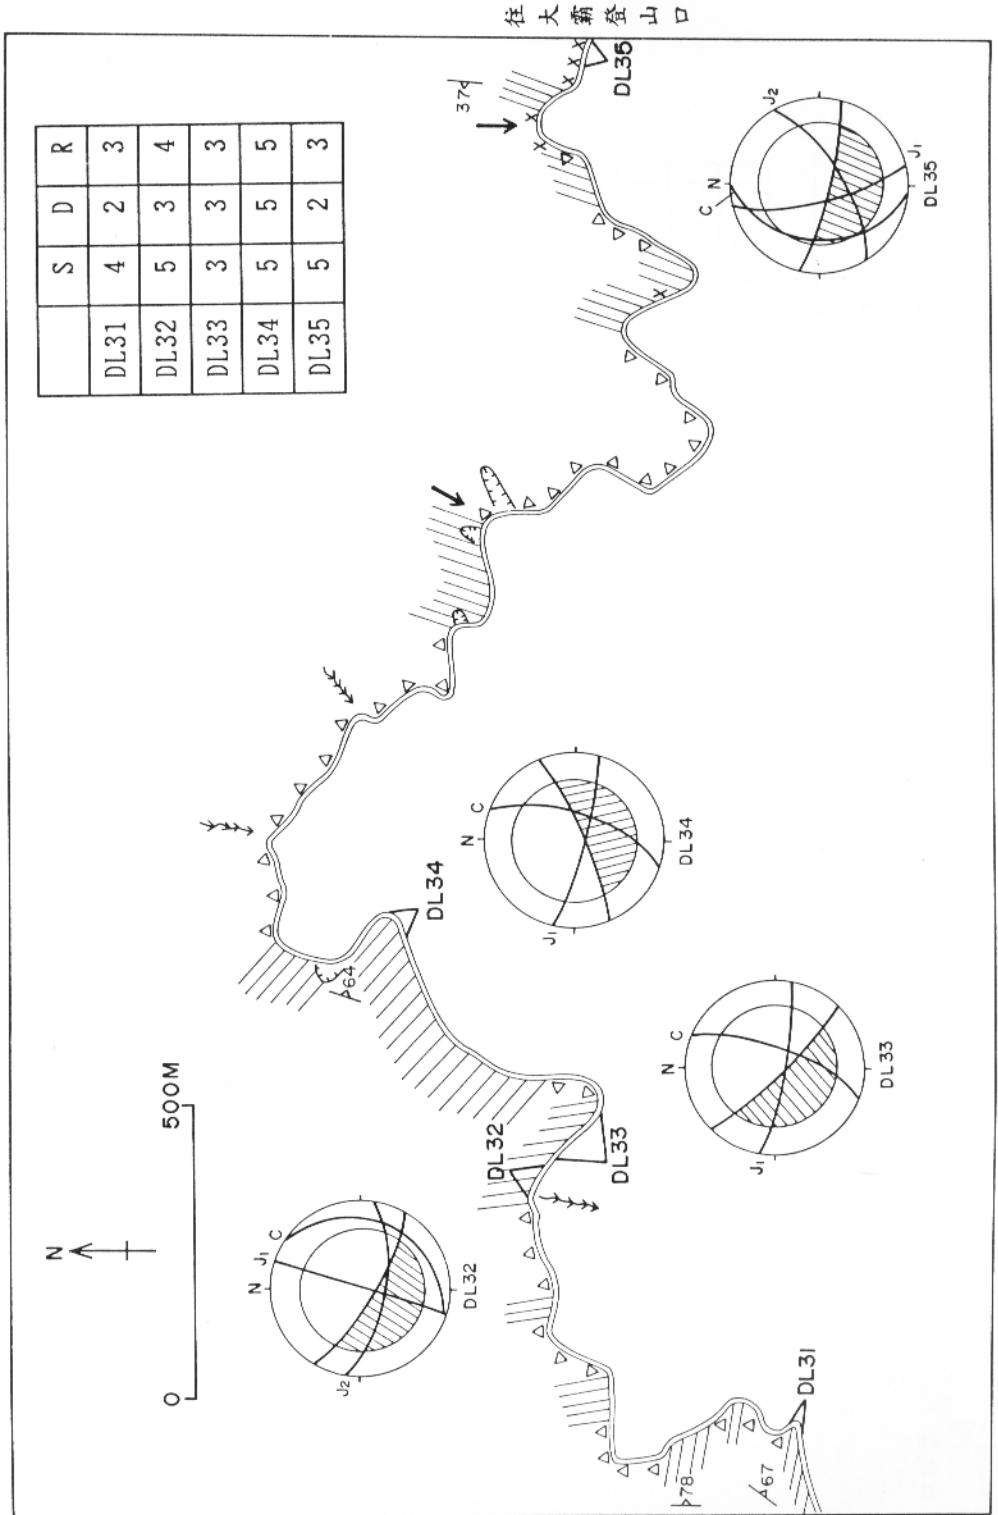 往大霸登山口
S D R
DL31 4 2 3
DL32 5 3 4
DL33 3 3 3
DL34 5 5 5
DL35 5 2 3
N
0 500M
37
DL35
64
DL34
DL32
DL33
78
67
DL31
N
J1
C
J2
DL32
N
C
J1
DL33
N
C
J1
DL34
C
N
J2
J1
DL35